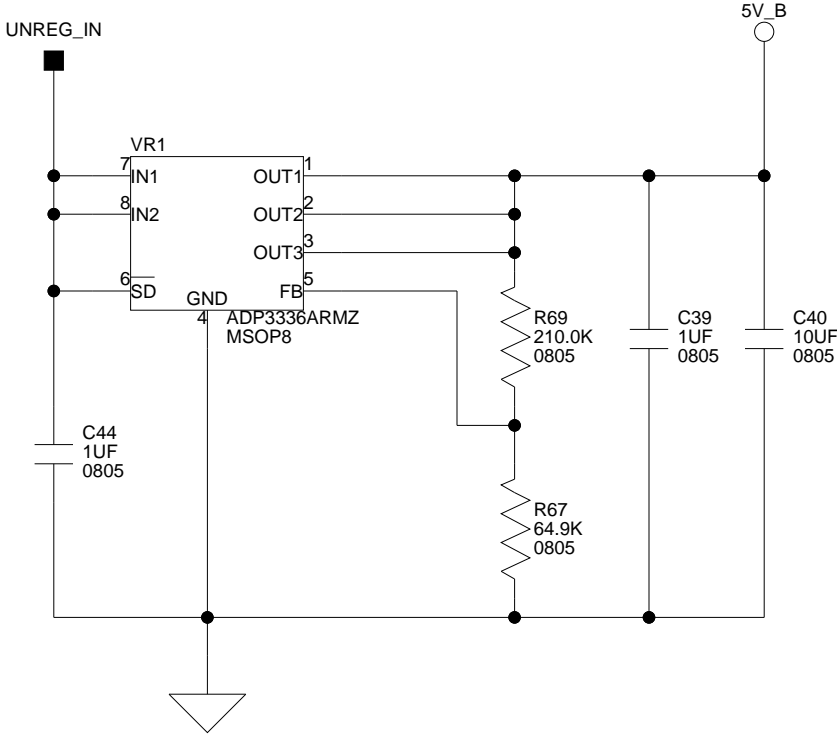 UNREG_IN
5V_B
VR1
7
IN1
8
IN2
6
SD
GND
4
OUT1
1
OUT2
2
OUT3
3
FB
5
ADP3336ARMZ
MSOP8
R69
210.0K
0805
C39
1UF
0805
C40
10UF
0805
C44
1UF
0805
R67
64.9K
0805